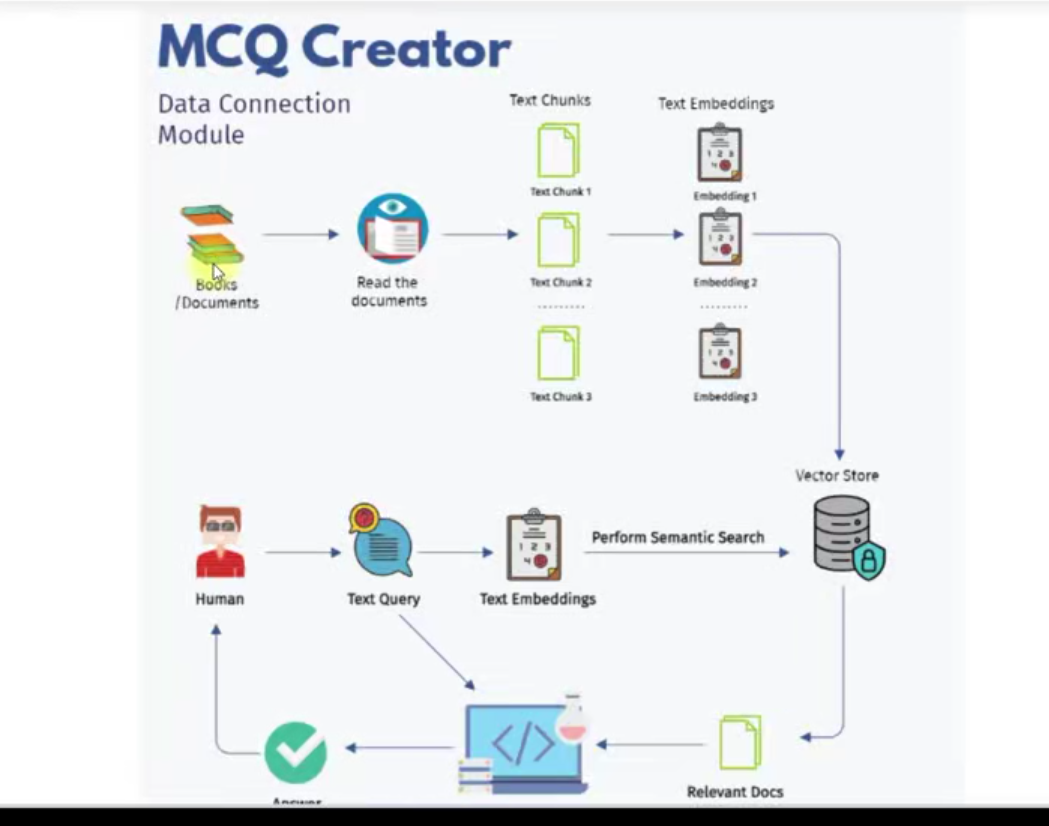 MCQ Creator
Data Connection
Module
Text Chunks
Text Embeddings
Text Chunk 1
Embedding 1
Books
/Documents
Read the
documents
Text Chunk 2
Embedding 2
Text Chunk 3
Embedding 3
Vector Store
Perform Semantic Search
Human
Text Query
Text Embeddings
</>
Relevant Docs
Answer